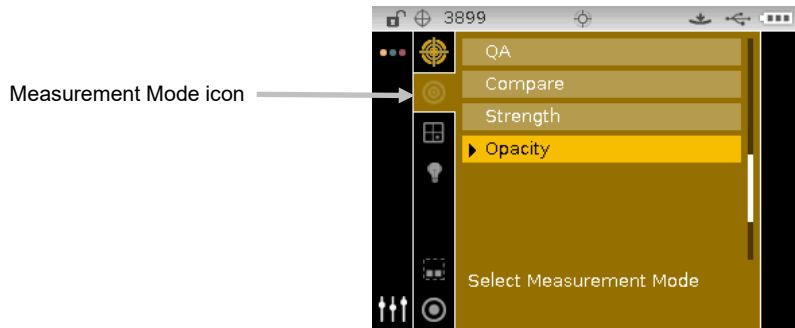 3899
QA
Compare
Measurement Mode icon
Strength
Opacity
Select Measurement Mode